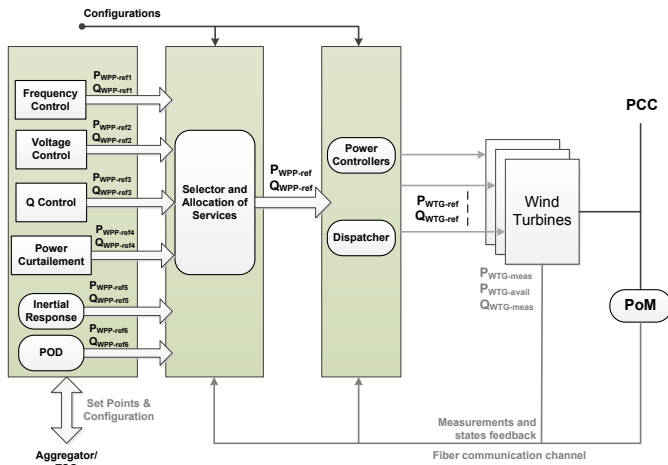 Configurations
Frequency
Control
Voltage
Control
Q Control
Power
Curtailement
Inertial
Response
POD
PWPP-ref1
QWPP-ref1
PWPP-ref2
QWPP-ref2
PWPP-ref3
QWPP-ref3
PWPP-ref4
QWPP-ref4
PWPP-ref5
QWPP-ref5
PWPP-ref6
QWPP-ref6
Selector and
Allocation of
Services
PWPP-ref
QWPP-ref
Power
Controllers
Dispatcher
PWTG-ref
QWTG-ref
Wind
Turbines
PWTG-meas
PWTG-avail
QWTG-meas
PCC
PoM
Set Points &
Configuration
Measurements and
states feedback
Fiber communication channel
Aggregator/